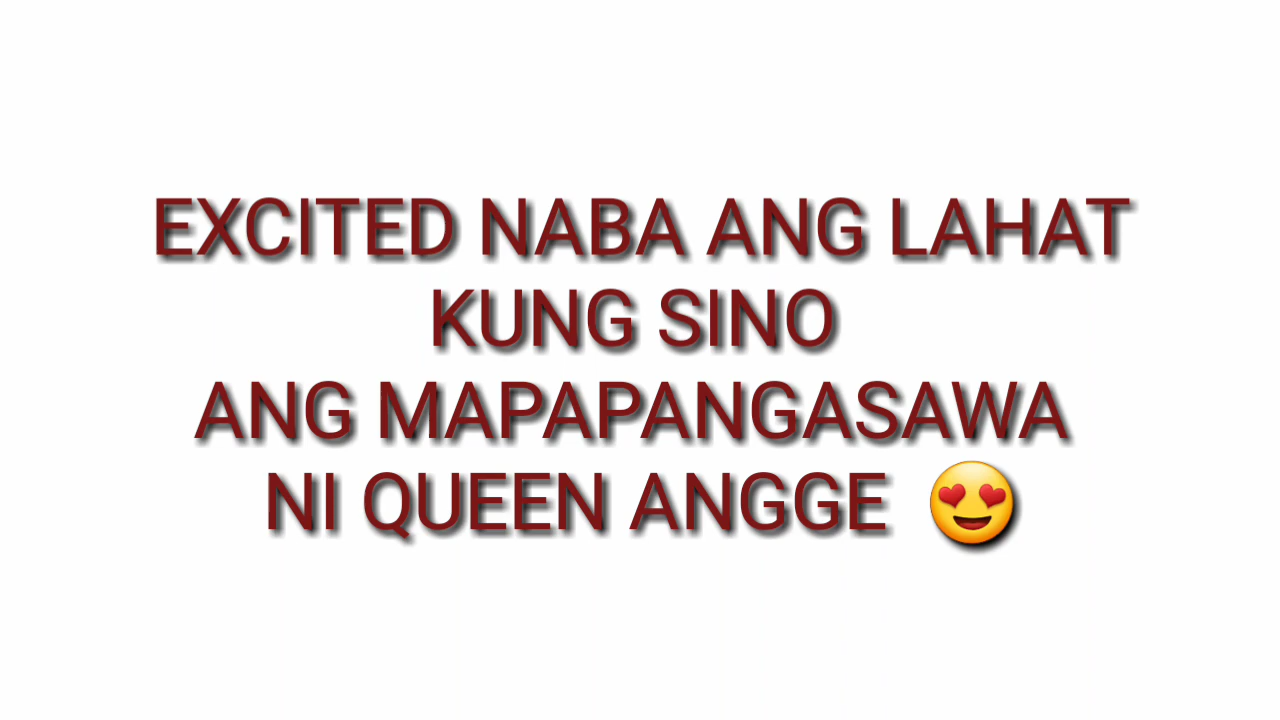 EXCITED NABA ANG LAHAT
KUNG SINO
ANG MAPAPANGASAWA
NI QUEEN ANGGE 😍